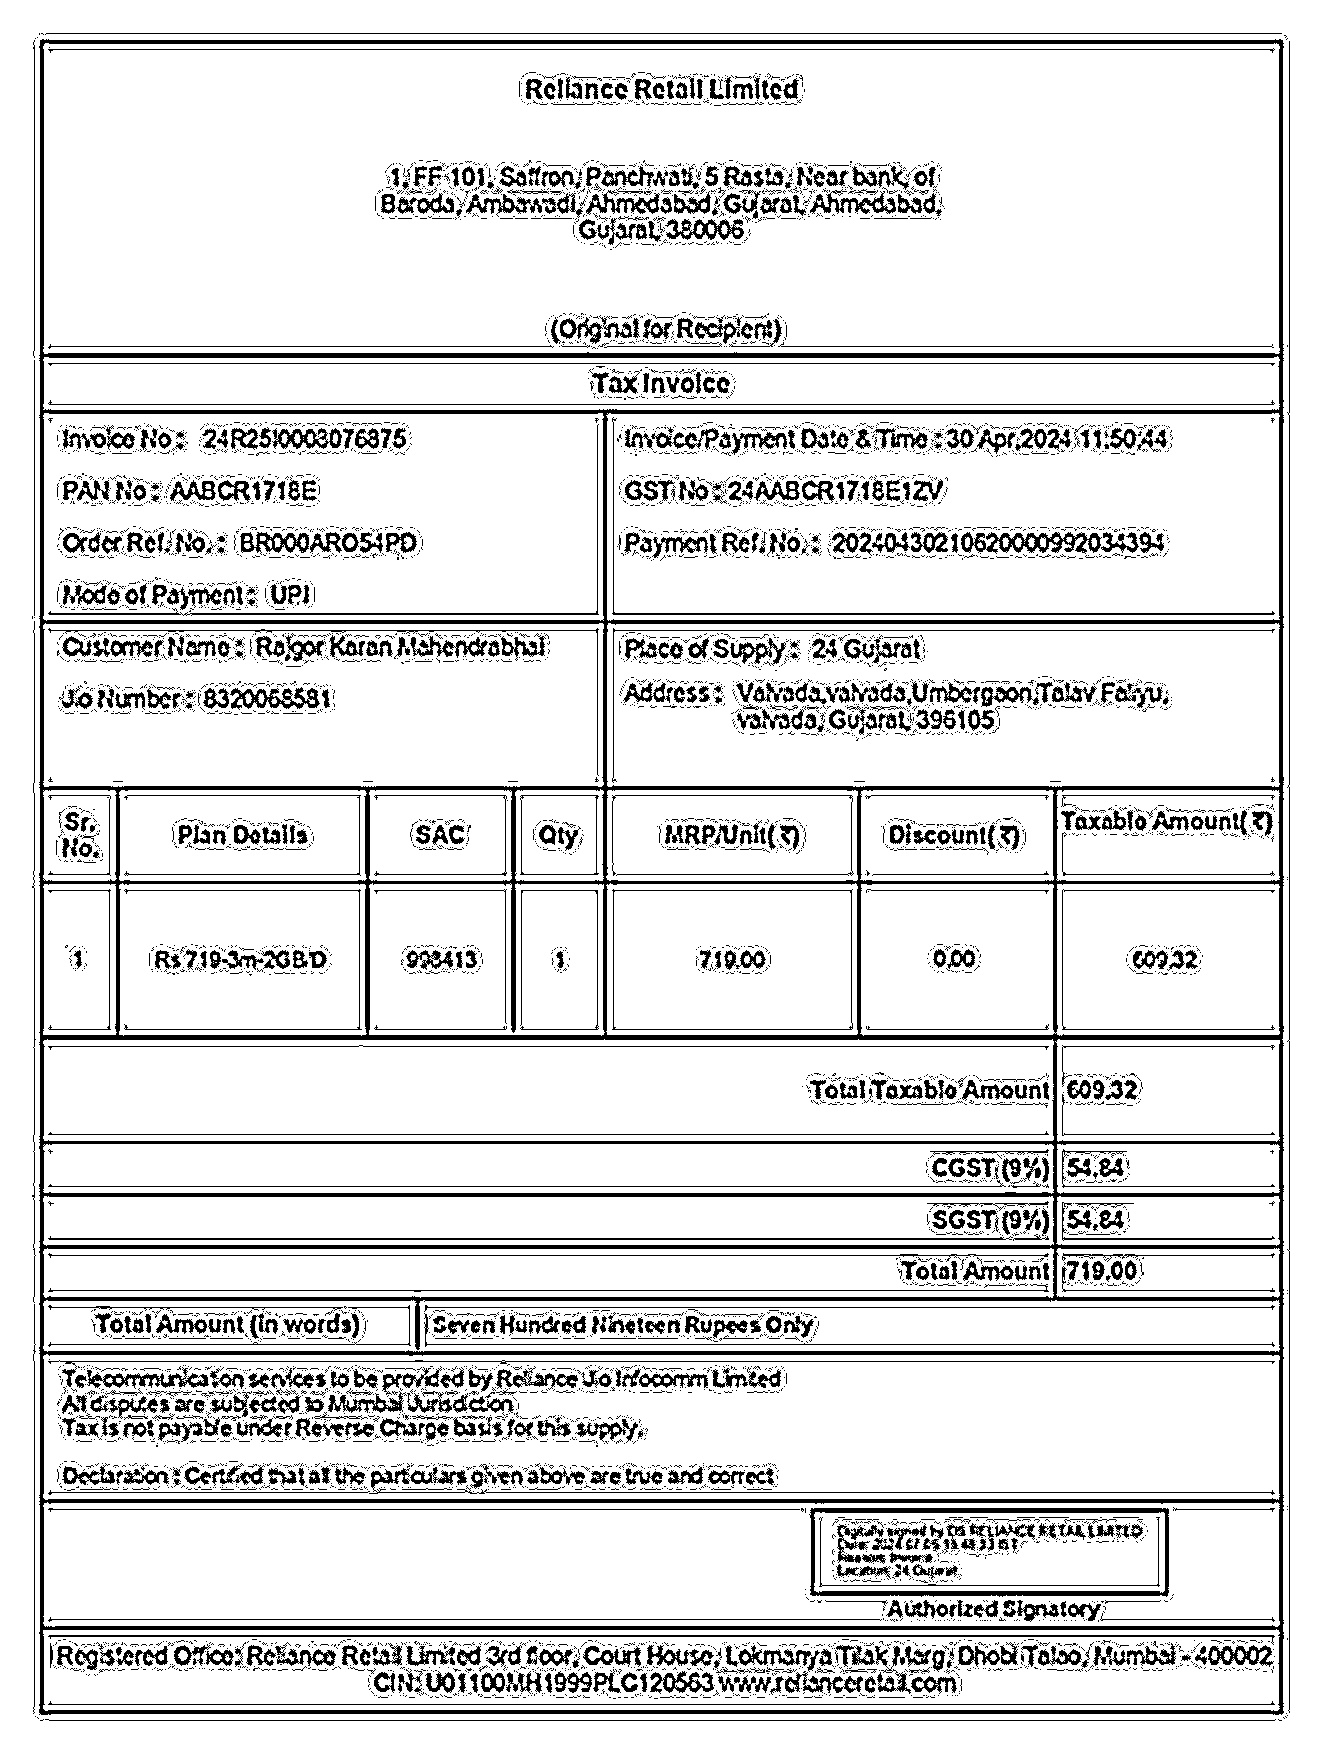 Reliance Retail Limited
1, FF 101, Saffron, Panchwati, 5 Rasta, Near bank, of
Baroda, Ambawadi, Ahmedabad, Gujarat, Ahmedabad,
Gujarat, 380006
(Original for Recipient)
Tax Invoice
Invoice No : 24R25I0003076375
Invoice/Payment Date & Time : 30 Apr,2024 11:50:44
PAN No : AABCR1718E
GST No : 24AABCR1718E1ZV
Order Ref. No. : BR000ARO54PD
Payment Ref. No. : 2024043021062000099203439​4
Mode of Payment : UPI
Customer Name : Rajgor Karan Mahendrabhai
Place of Supply : 24 Gujarat
Jio Number : 8320068581
Address : Valvada,valvada,Umbergaon,Talav Faliyu,
valvada, Gujarat, 396105
Sr. No. Plan Details SAC Qty MRP/Unit(₹) Discount(₹) Taxable Amount(₹)
1 Rs 719-3m-2GB/D 998413 1 719.00 0.00 609.32
Total Taxable Amount 609.32
CGST (9%) 54.84
SGST (9%) 54.84
Total Amount 719.00
Total Amount (in words) Seven Hundred Nineteen Rupees Only
Telecommunication services to be provided by Reliance Jio Infocomm Limited
All disputes are subjected to Mumbai Jurisdiction
Tax is not payable under Reverse Charge basis for this supply.
Declaration : Certified that all the particulars given above are true and correct
Digitally signed by DS RELIANCE RETAIL LIMITED
Reason: Invoice
Location: 24 Gujarat
Authorized Signatory
Registered Office: Reliance Retail Limited 3rd floor, Court House, Lokmanya Tilak Marg, Dhobi Talao, Mumbai - 400002
CIN: U01100MH1999PLC120563 www.relianceretail.com